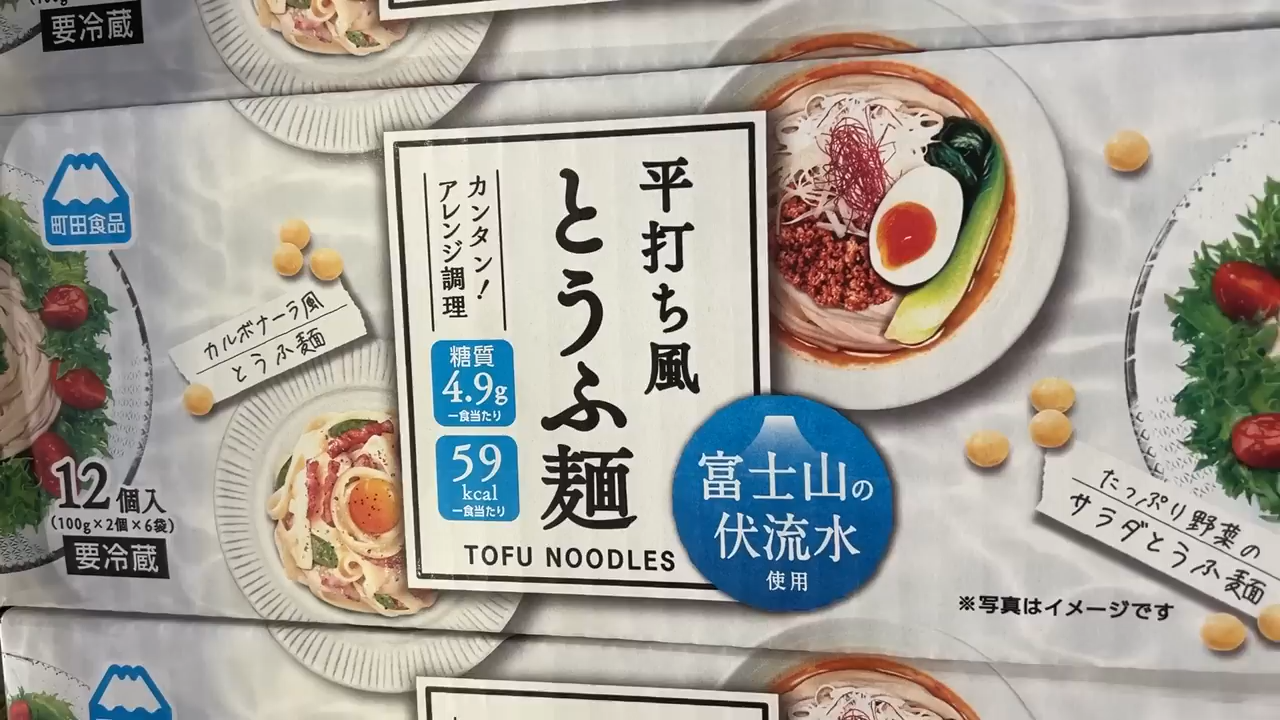 要冷蔵
町田食品
カルボナーラ風
とうふ麺
12個入
(100g×2個×6袋)
要冷蔵
平打ち風
とうふ麺
カンタン!
アレンジ調理
糖質
4.9g
一食当たり
59
kcal
一食当たり
TOFU NOODLES
富士山の
伏流水
使用
たっぷり野菜の
サラダとうふ麺
※写真はイメージです